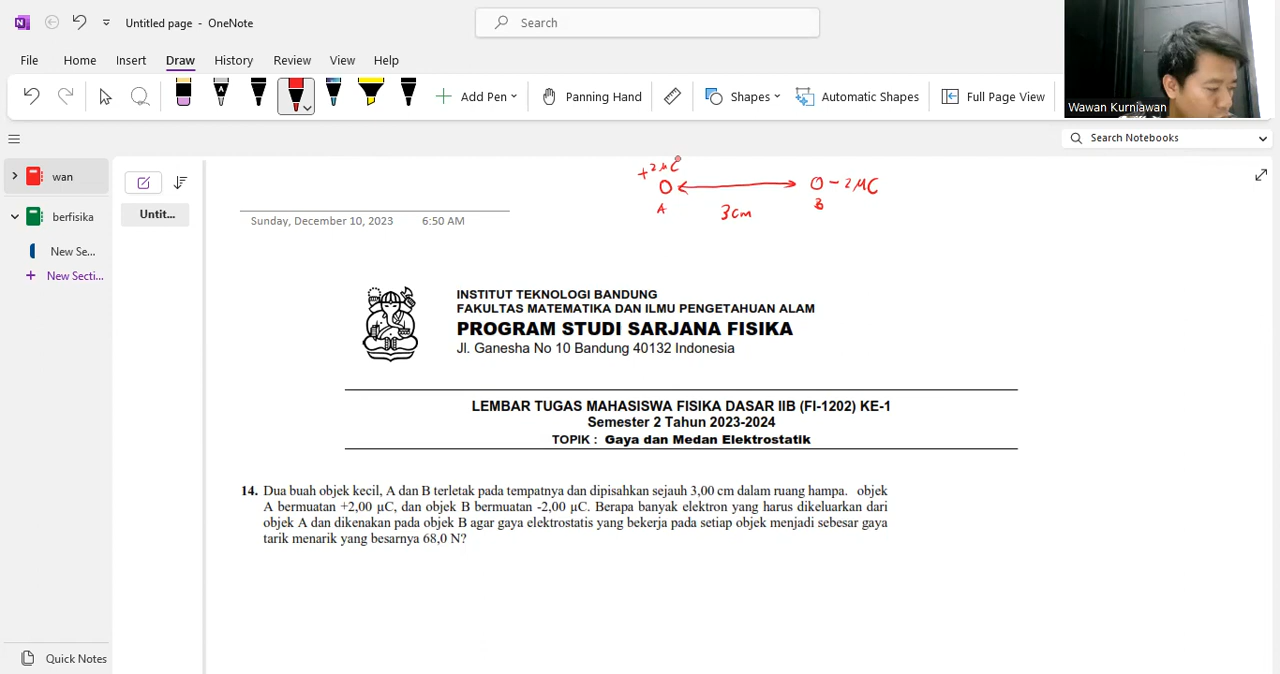 Untitled page - OneNote
Search
Wawan Kurniawan
File Home Insert Draw History Review View Help
Add Pen Panning Hand Shapes Automatic Shapes Full Page View
Search Notebooks
wan
berfisika
New Se...
New Secti...
Untit...
Quick Notes
+2 μC
O O -2 μC
A 3 cm B
Sunday, December 10, 2023 6:50 AM
INSTITUT TEKNOLOGI BANDUNG
FAKULTAS MATEMATIKA DAN ILMU PENGETAHUAN ALAM
PROGRAM STUDI SARJANA FISIKA
Jl. Ganesha No 10 Bandung 40132 Indonesia
LEMBAR TUGAS MAHASISWA FISIKA DASAR IIB (FI-1202) KE-1
Semester 2 Tahun 2023-2024
TOPIK : Gaya dan Medan Elektrostatik
14. Dua buah objek kecil, A dan B terletak pada tempatnya dan dipisahkan sejauh 3,00 cm dalam ruang hampa. objek
A bermuatan +2,00 μC, dan objek B bermuatan -2,00 μC. Berapa banyak elektron yang harus dikeluarkan dari
objek A dan dikenakan pada objek B agar gaya elektrostatis yang bekerja pada setiap objek menjadi sebesar gaya
tarik menarik yang besarnya 68,0 N?